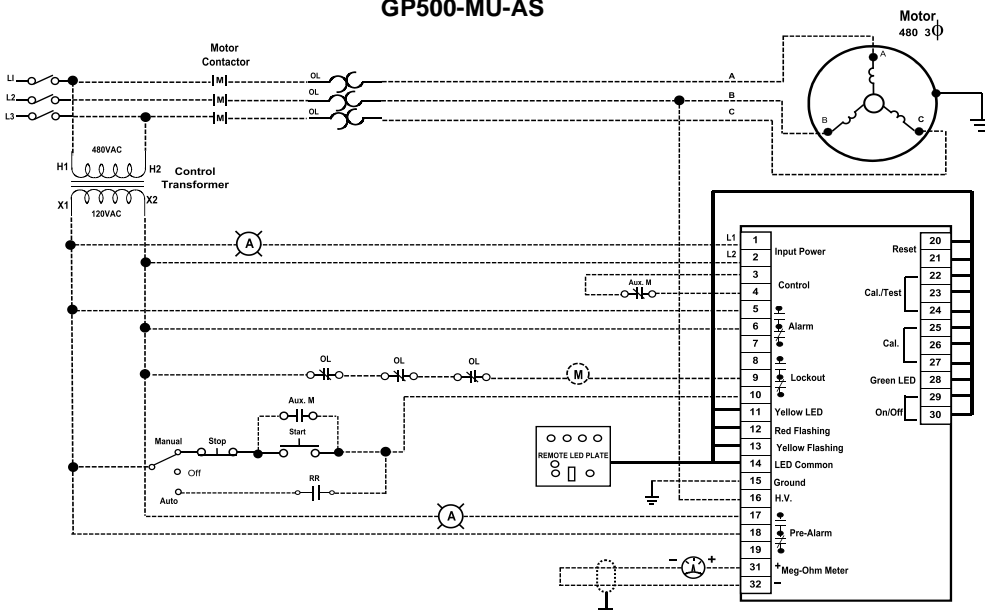 GP500-MU-AS
Motor
480 3ϕ
Motor
Contactor
L1 M OL A
L2 M OL B
L3 M OL C
A
B C
480VAC
H1 H2
Control
Transformer
X1 X2
120VAC
A
L1 1 Input Power
L2 2
3
Aux. M
4 Control
5
6 Alarm
7
8
OL OL OL
M
9 Lockout
10
Aux. M
Start
Manual Stop
Off
RR
Auto
11 Yellow LED
12 Red Flashing
13 Yellow Flashing
14 LED Common
15 Ground
16 H.V.
REMOTE LED PLATE
A
17
18 Pre-Alarm
19
- +
31 + Meg-Ohm Meter
32 -
Reset 20
21
22
Cal./Test 23
24
25
Cal. 26
27
Green LED 28
29
On/Off 30